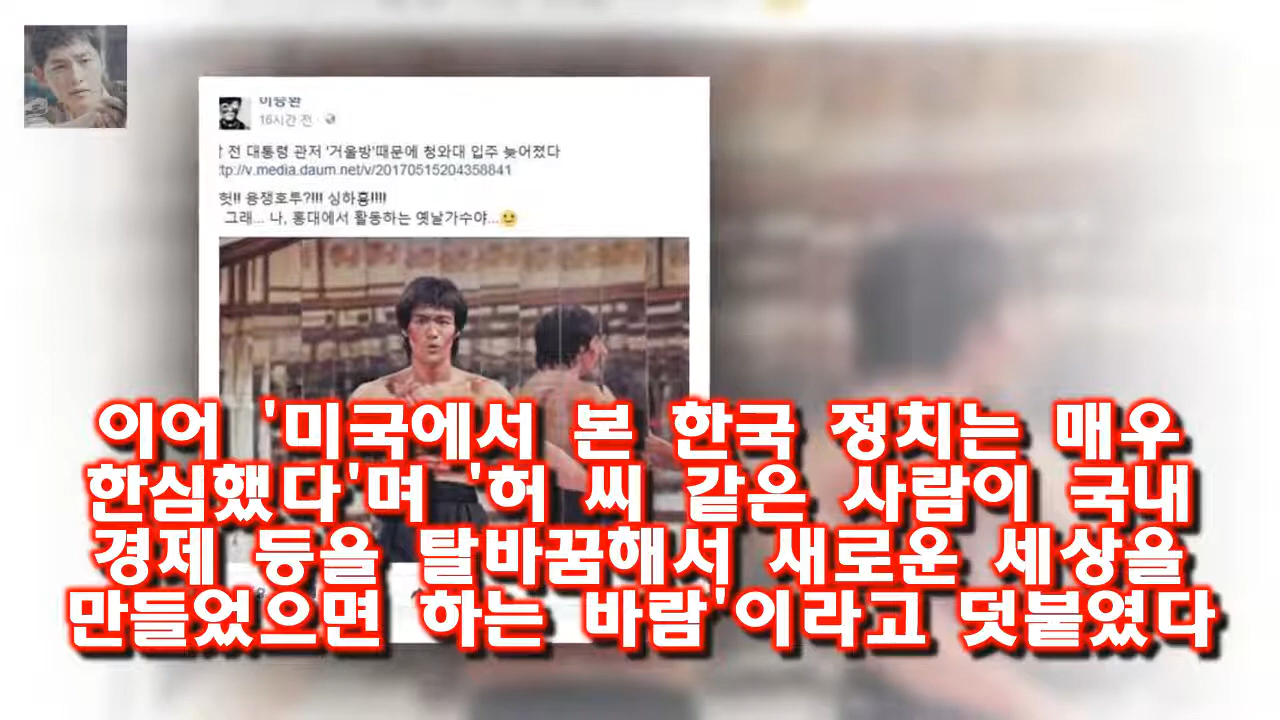 이승환
16시간 전
전 대통령 관저 '거울방'때문에 청와대 입주 늦어졌다
tp://v.media.daum.net/v/20170515204358841
헛!! 용쟁호투?!!! 싱하횽!!!!
그래... 나, 홍대에서 활동하는 옛날가수야...
이어 '미국에서 본 한국 정치는 매우
한심했다'며 '허 씨 같은 사람이 국내
경제 등을 탈바꿈해서 새로운 세상을
만들었으면 하는 바람'이라고 덧붙였다